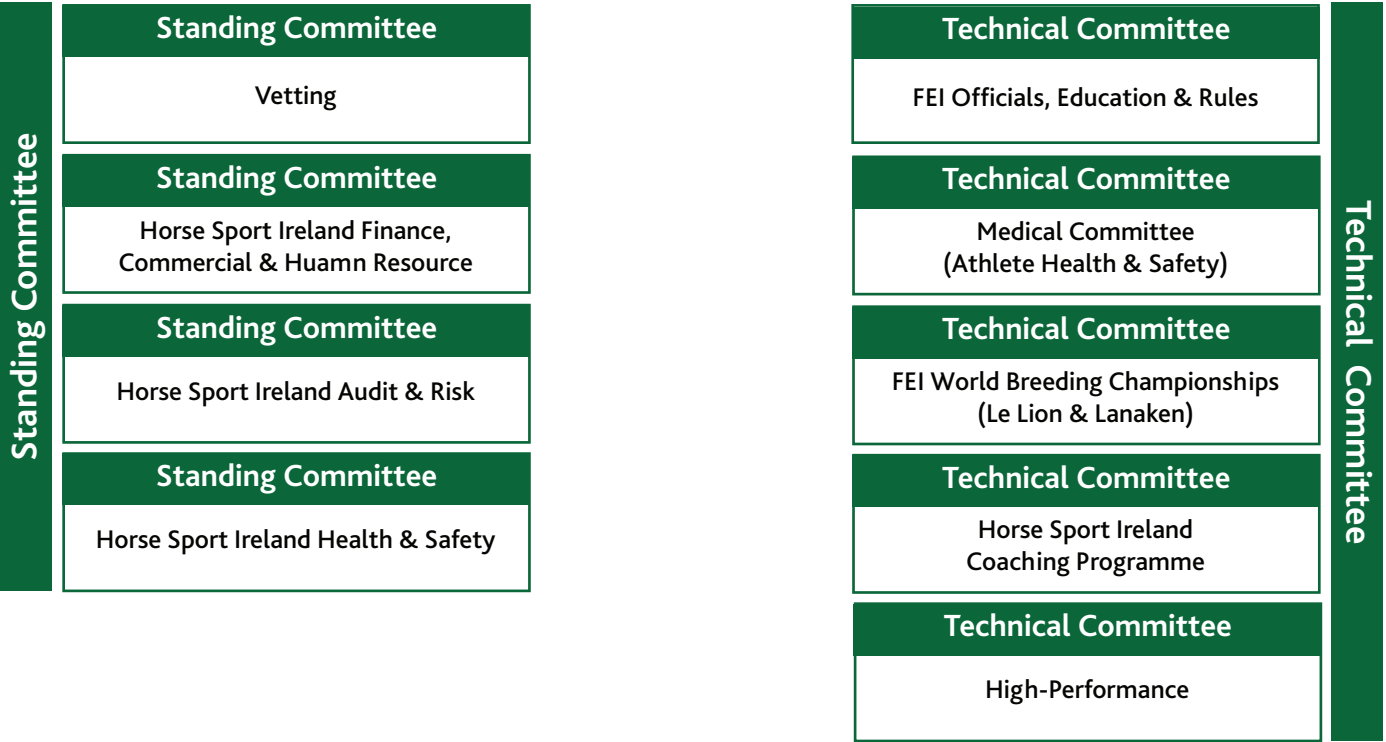 Standing Committee
Standing Committee
Vetting
Standing Committee
Horse Sport Ireland Finance,
Commercial & Huamn Resource
Standing Committee
Horse Sport Ireland Audit & Risk
Standing Committee
Horse Sport Ireland Health & Safety
Technical Committee
FEI Officials, Education & Rules
Technical Committee
Medical Committee
(Athlete Health & Safety)
Technical Committee
FEI World Breeding Championships
(Le Lion & Lanaken)
Technical Committee
Horse Sport Ireland
Coaching Programme
Technical Committee
High-Performance
Technical Committee